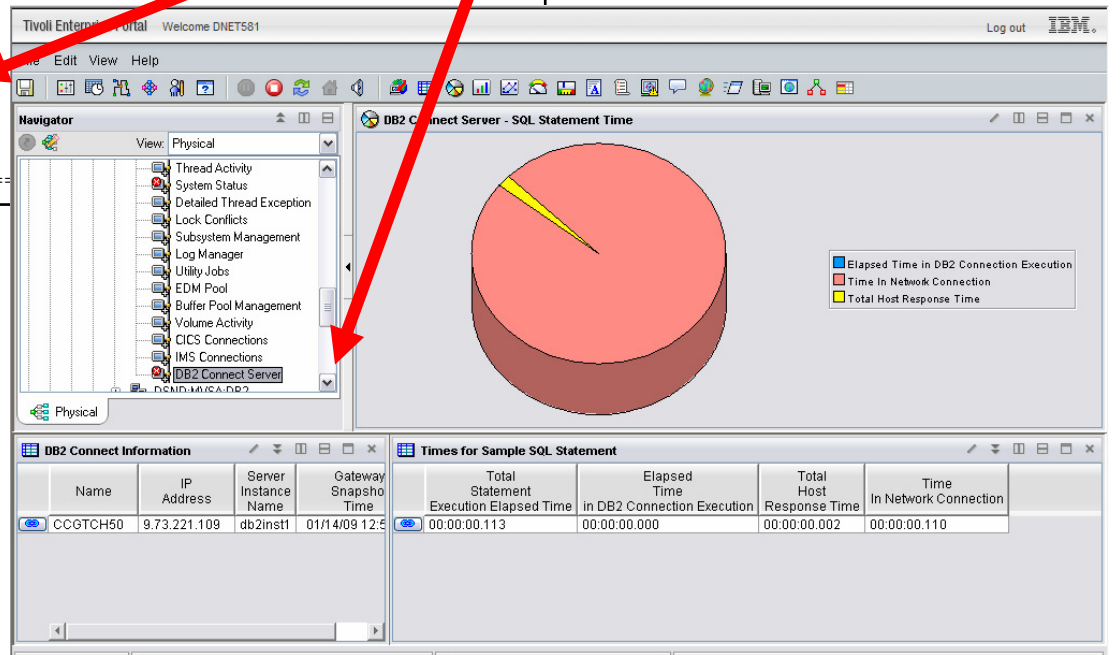 Tivoli Enterprise Portal Welcome DNET581
Log out IBM.
Edit View Help
Navigator
View: Physical
Thread Activity
System Status
Detailed Thread Exception
Lock Conflicts
Subsystem Management
Log Manager
Utility Jobs
EDM Pool
Buffer Pool Management
Volume Activity
CICS Connections
IMS Connections
DB2 Connect Server
DSND:MVSA:DB2
Physical
DB2 Connect Server - SQL Statement Time
Elapsed Time in DB2 Connection Execution
Time In Network Connection
Total Host Response Time
DB2 Connect Information
Name
IP
Address
Server
Instance
Name
Gateway
Snapsho
Time
CCGTCH50 9.73.221.109 db2inst1 01/14/09 12:5
Times for Sample SQL Statement
Total
Statement
Execution Elapsed Time
Elapsed
Time
in DB2 Connection Execution
Total
Host
Response Time
Time
In Network Connection
00:00:00.113 00:00:00.000 00:00:00.002 00:00:00.110